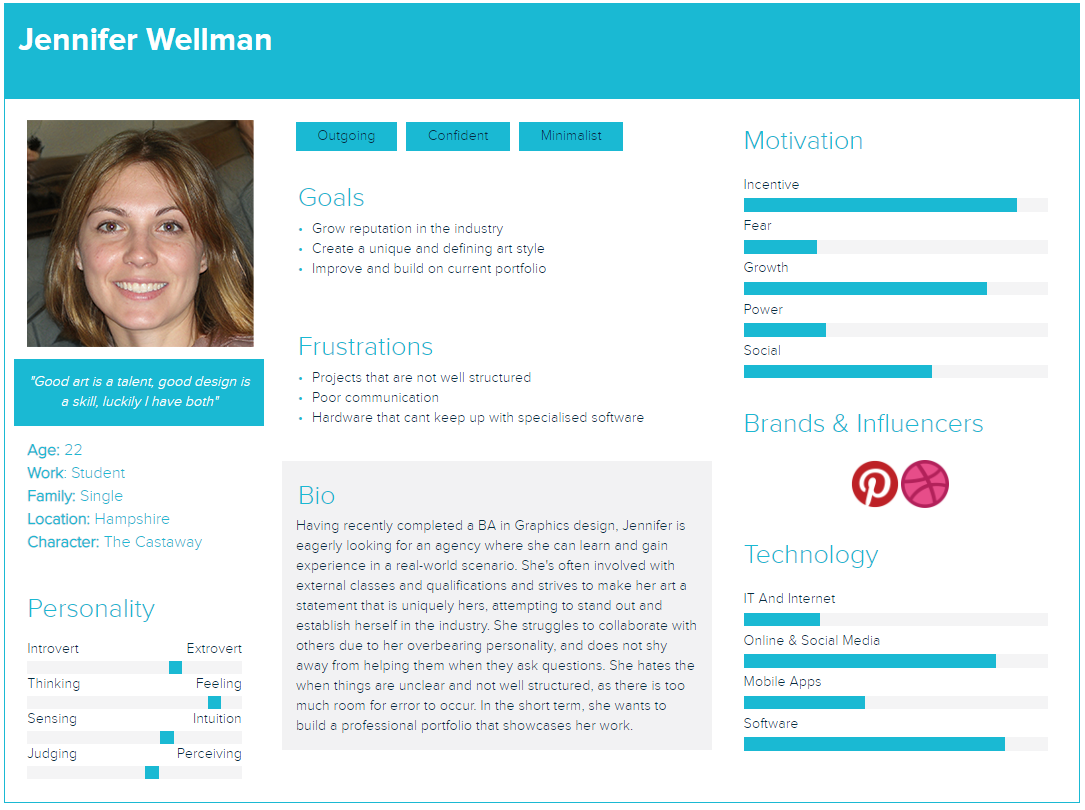 Jennifer Wellman
"Good art is a talent, good design is
a skill, luckily I have both"
Age: 22
Work: Student
Family: Single
Location: Hampshire
Character: The Castaway
Personality
Introvert Extrovert
Thinking Feeling
Sensing Intuition
Judging Perceiving
Outgoing Confident Minimalist
Goals
• Grow reputation in the industry
• Create a unique and defining art style
• Improve and build on current portfolio
Frustrations
• Projects that are not well structured
• Poor communication
• Hardware that cant keep up with specialised software
Bio
Having recently completed a BA in Graphics design, Jennifer is
eagerly looking for an agency where she can learn and gain
experience in a real-world scenario. She's often involved with
external classes and qualifications and strives to make her art a
statement that is uniquely hers, attempting to stand out and
establish herself in the industry. She struggles to collaborate with
others due to her overbearing personality, and does not shy
away from helping them when they ask questions. She hates the
when things are unclear and not well structured, as there is too
much room for error to occur. In the short term, she wants to
build a professional portfolio that showcases her work.
Motivation
Incentive
Fear
Growth
Power
Social
Brands & Influencers
Technology
IT And Internet
Online & Social Media
Mobile Apps
Software